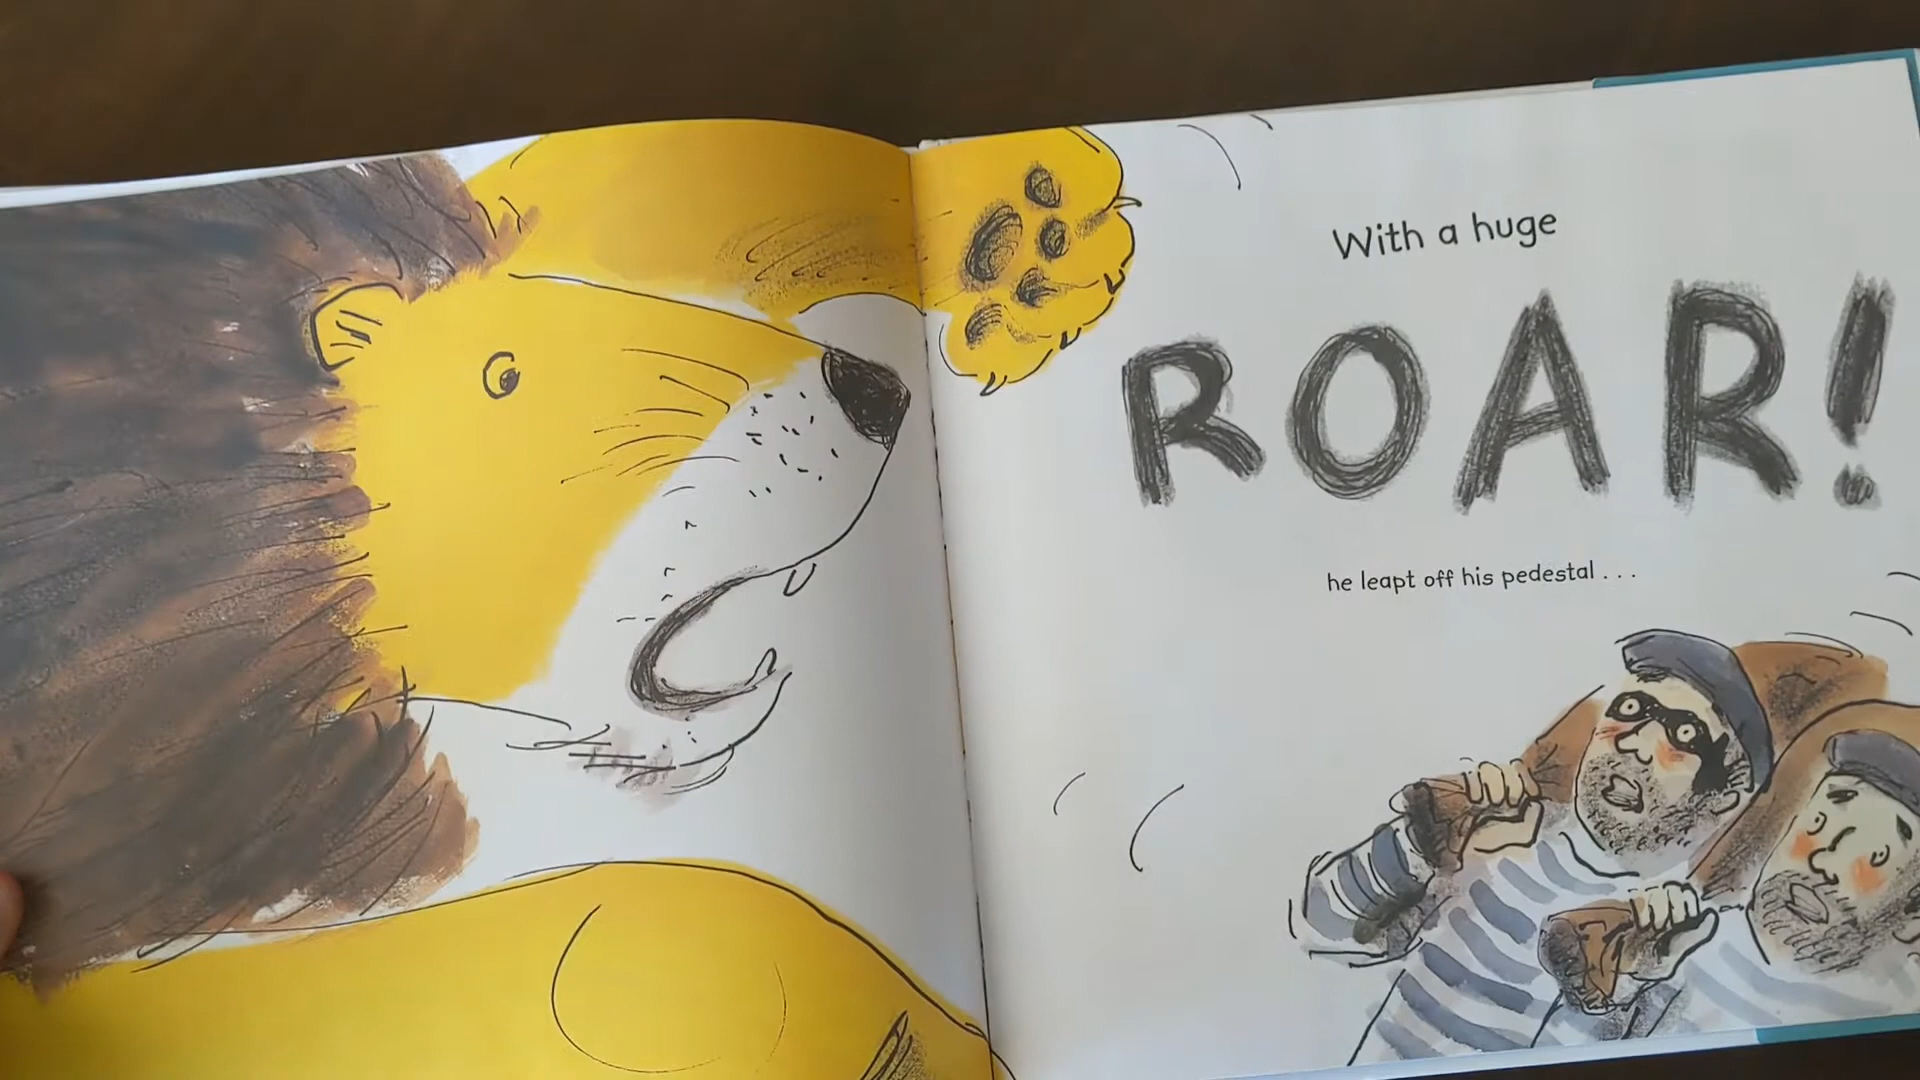 With a huge
ROAR!
he leapt off his pedestal . . .